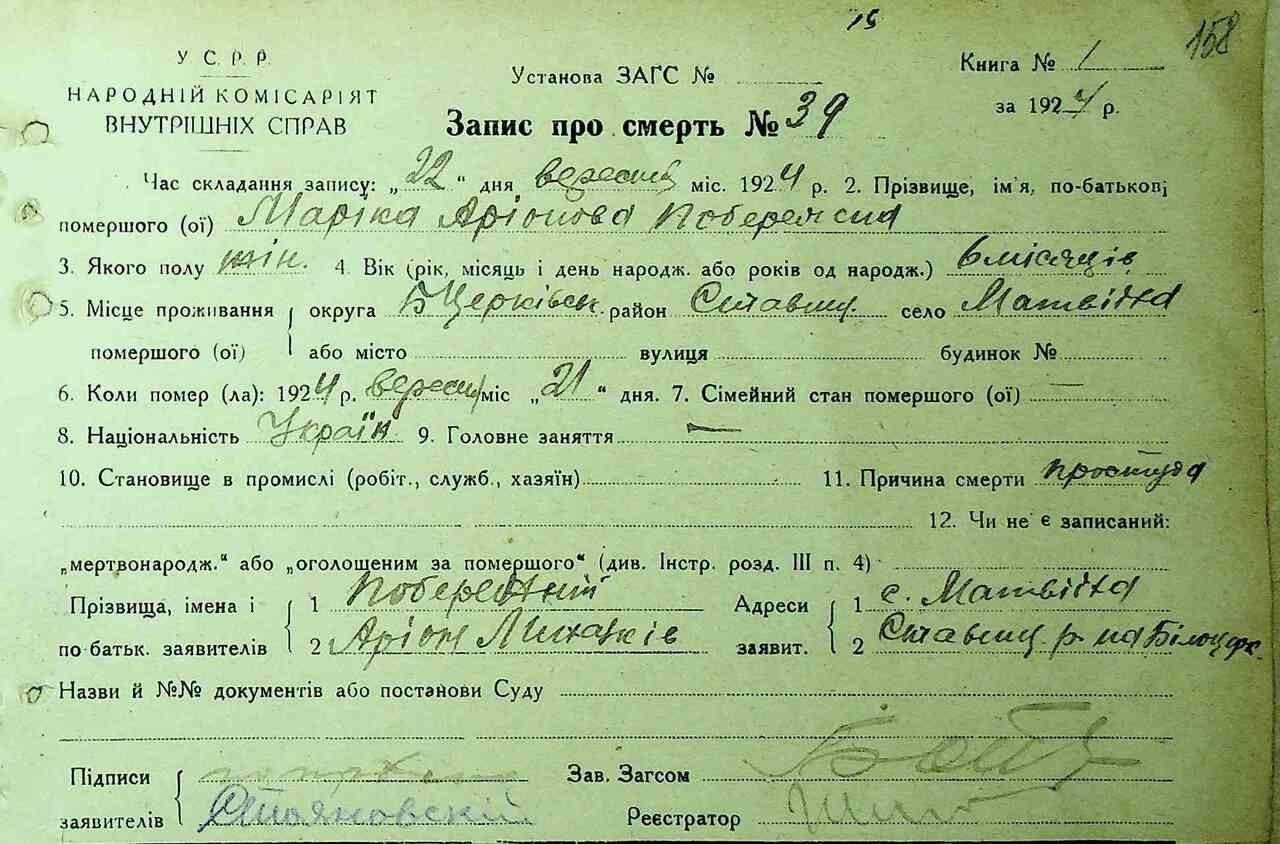 15
158
У С. Р. Р.
НАРОДНІЙ КОМІСАРІЯТ
ВНУТРІШНІХ СПРАВ
Установа ЗАГС №
Книга № 1
за 1924 р.
Запис про смерть № 39
Час складання запису: „22“ дня вересня міс. 1924 р. 2. Прізвище, ім'я, по-батькові
помершого (ої) Маріка Аріонова Побережна
3. Якого полу жін. 4. Вік (рік, місяць і день народж. або років од народж.) 6 місяців
5. Місце проживання округа Б Церківськ. район Ставищ. село Матвіїха
помершого (ої) або місто вулиця будинок №
6. Коли помер (ла): 1924 р. вересня міс „21“ дня. 7. Сімейний стан помершого (ої) —
8. Національність Україн 9. Головне заняття —
10. Становище в промислі (робіт., служб., хазяїн) 11. Причина смерти простуда
12. Чи не є записаний:
„мертвонародж.“ або „оголошеним за помершого“ (див. Інстр. розд. III п. 4)
Прізвища, імена і 1 Побережний Адреси 1 с. Матвіїха
по батьк. заявителів 2 Аріон Михайлів заявит. 2 Ставищ. р. на Білоцерк.
Назви й №№ документів або постанови Суду
Підписи Зав. Загсом
заявителів Стояновскій Реєстратор